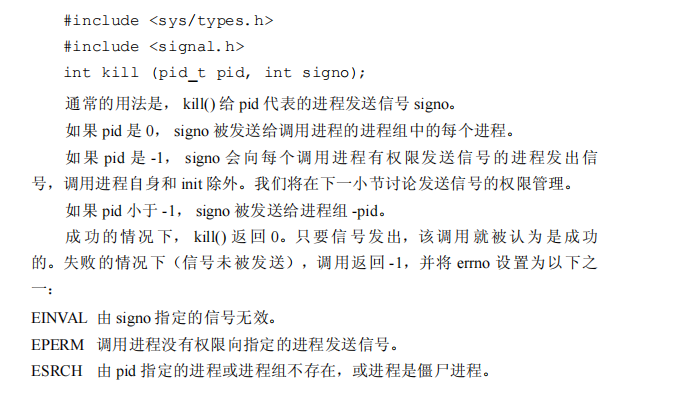 #include <sys/types.h>
#include <signal.h>
int kill (pid_t pid, int signo);
通常的用法是， kill() 给 pid 代表的进程发送信号 signo。
如果 pid 是 0， signo 被发送给调用进程的进程组中的每个进程。
如果 pid 是 -1， signo 会向每个调用进程有权限发送信号的进程发出信
号，调用进程自身和 init 除外。我们将在下一小节讨论发送信号的权限管理。
如果 pid 小于 -1， signo 被发送给进程组 -pid。
成功的情况下， kill() 返回 0。只要信号发出，该调用就被认为是成功
的。失败的情况下（信号未被发送），调用返回 -1，并将 errno 设置为以下之
一：
EINVAL 由 signo 指定的信号无效。
EPERM 调用进程没有权限向指定的进程发送信号。
ESRCH 由 pid 指定的进程或进程组不存在，或进程是僵尸进程。